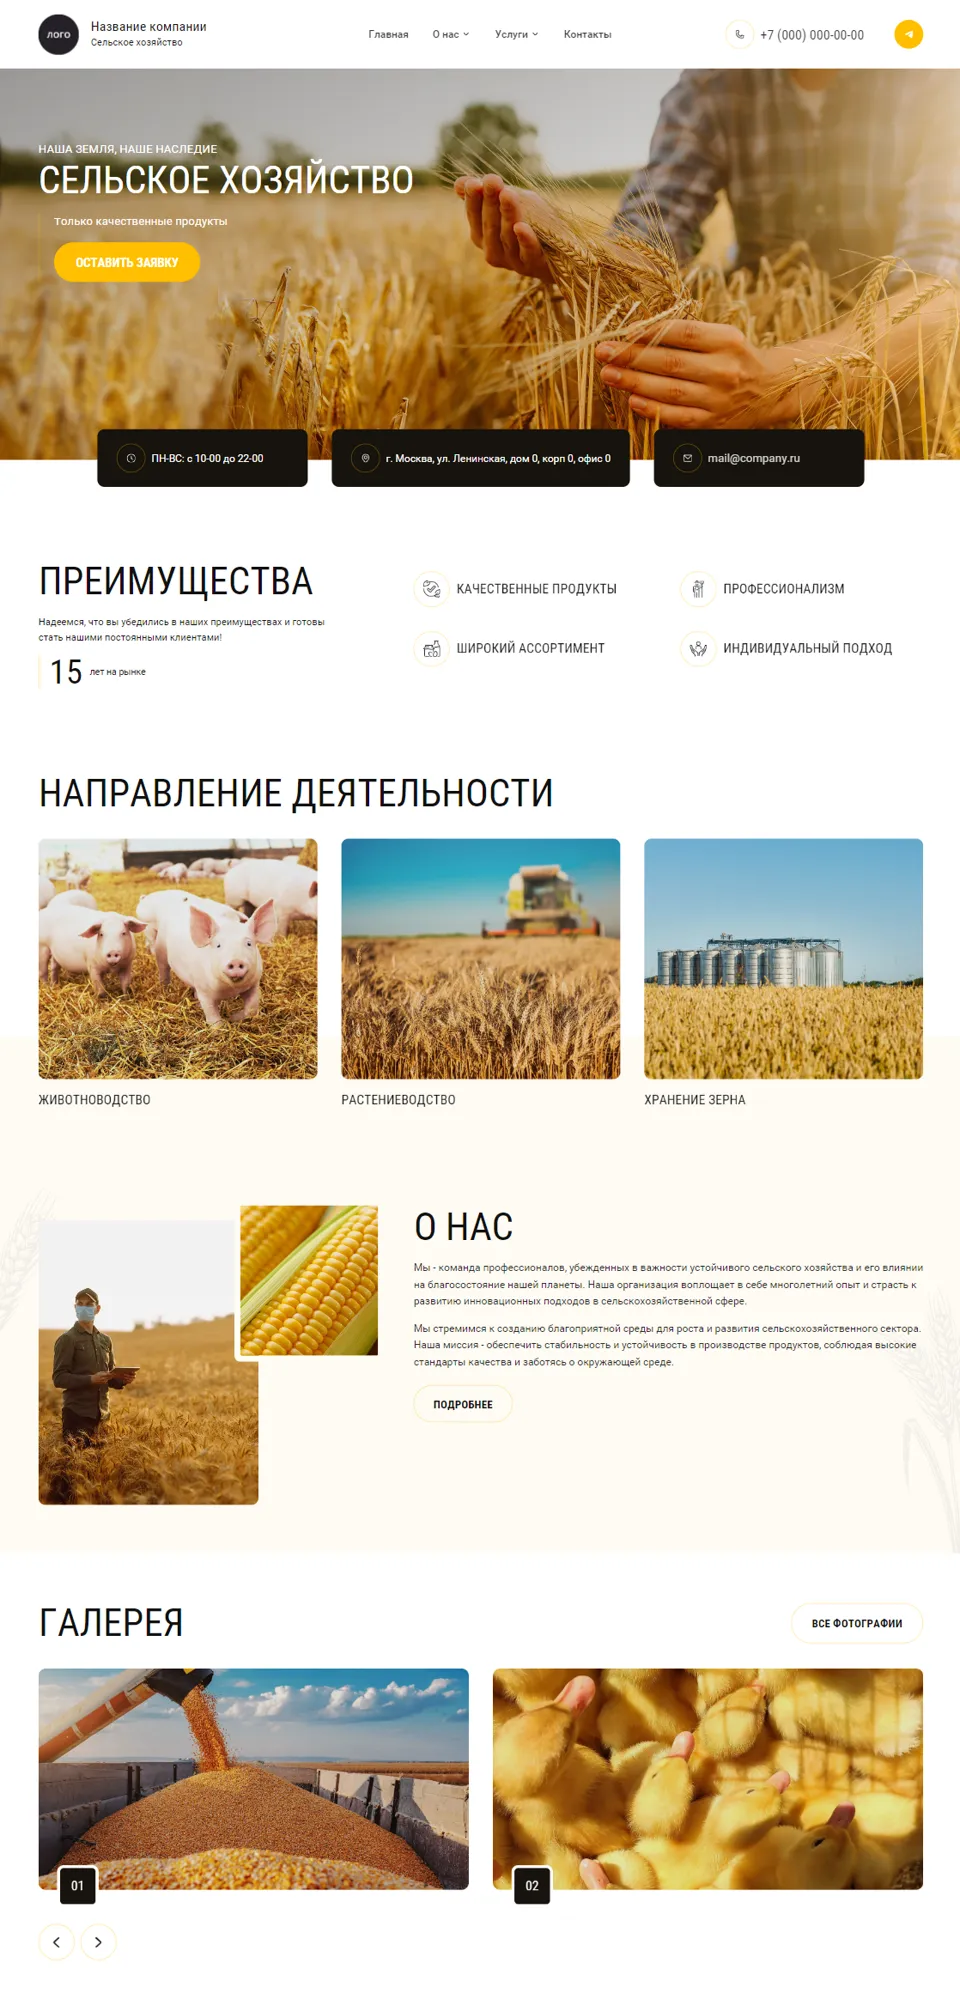 ЛОГО
Название компании
Сельское хозяйство
Главная
О нас
Услуги
Контакты
+7 (000) 000-00-00
НАША ЗЕМЛЯ, НАШЕ НАСЛЕДИЕ
СЕЛЬСКОЕ ХОЗЯЙСТВО
Только качественные продукты
ОСТАВИТЬ ЗАЯВКУ
ПН-ВС: с 10-00 до 22-00
г. Москва, ул. Ленинская, дом 0, корп 0, офис 0
mail@company.ru
ПРЕИМУЩЕСТВА
Надеемся, что вы убедились в наших преимуществах и готовы
стать нашими постоянными клиентами!
15 лет на рынке
КАЧЕСТВЕННЫЕ ПРОДУКТЫ
ПРОФЕССИОНАЛИЗМ
ШИРОКИЙ АССОРТИМЕНТ
ИНДИВИДУАЛЬНЫЙ ПОДХОД
НАПРАВЛЕНИЕ ДЕЯТЕЛЬНОСТИ
ЖИВОТНОВОДСТВО
РАСТЕНИЕВОДСТВО
ХРАНЕНИЕ ЗЕРНА
О НАС
Мы - команда профессионалов, убежденных в важности устойчивого сельского хозяйства и его влиянии
на благосостояние нашей планеты. Наша организация воплощает в себе многолетний опыт и страсть к
развитию инновационных подходов в сельскохозяйственной сфере.
Мы стремимся к созданию благоприятной среды для роста и развития сельскохозяйственного сектора.
Наша миссия - обеспечить стабильность и устойчивость в производстве продуктов, соблюдая высокие
стандарты качества и заботясь о окружающей среде.
ПОДРОБНЕЕ
ГАЛЕРЕЯ
ВСЕ ФОТОГРАФИИ
01
02